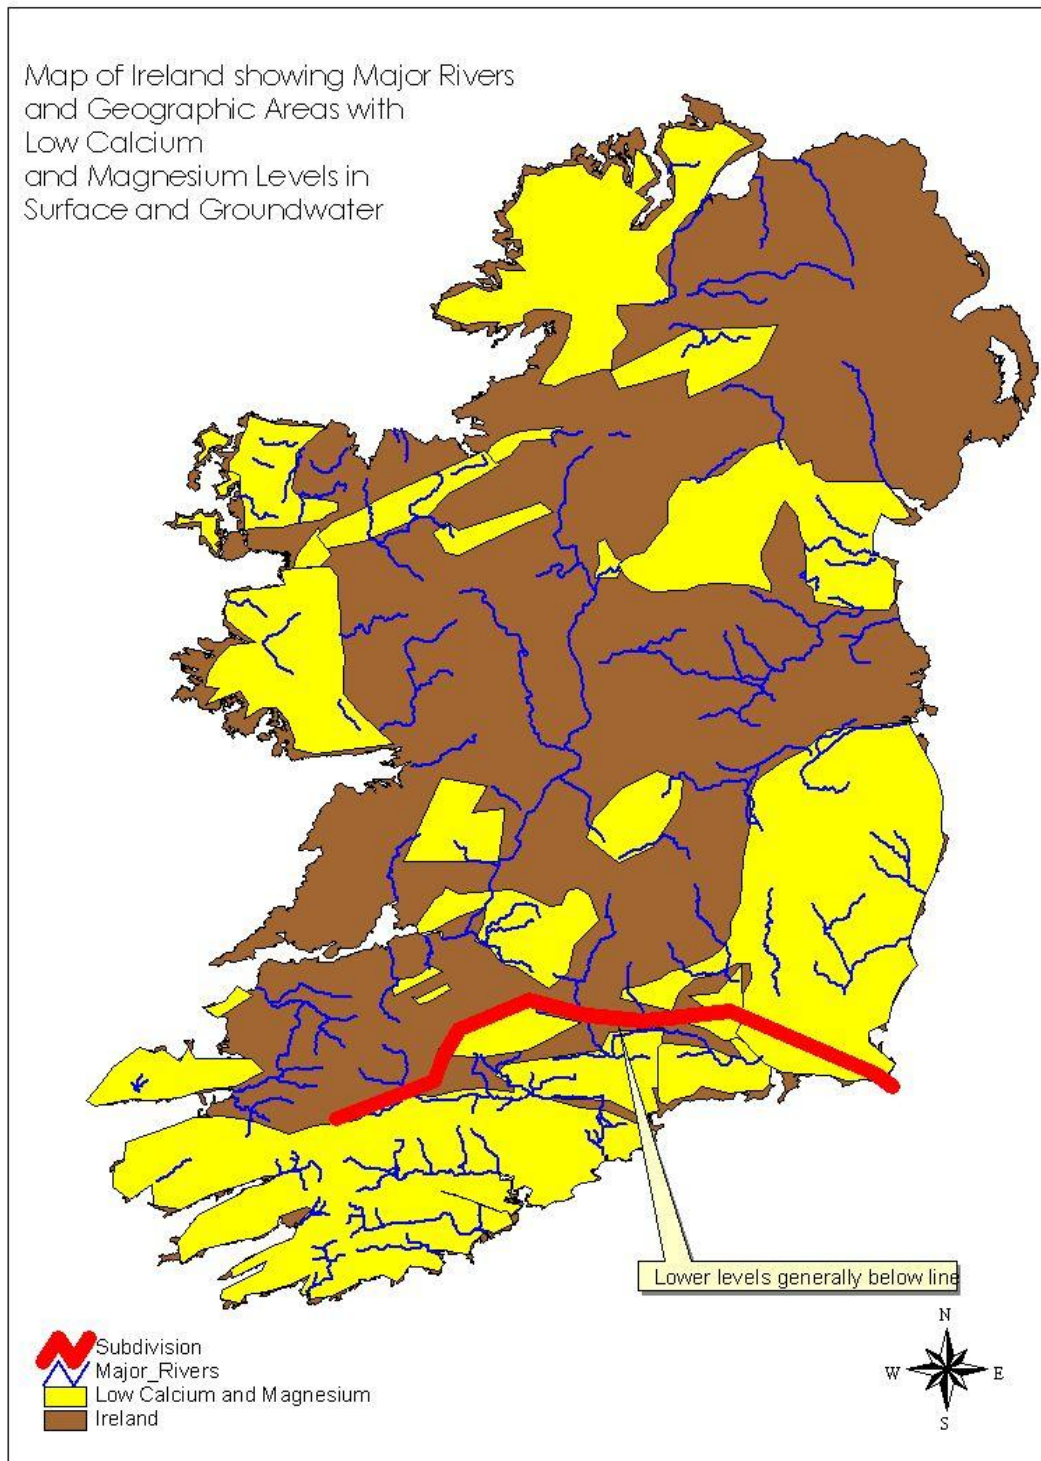 Map of Ireland showing Major Rivers
and Geographic Areas with
Low Calcium
and Magnesium Levels in
Surface and Groundwater
Lower levels generally below line
Subdivision
Major_Rivers
Low Calcium and Magnesium
Ireland
N
W E
S